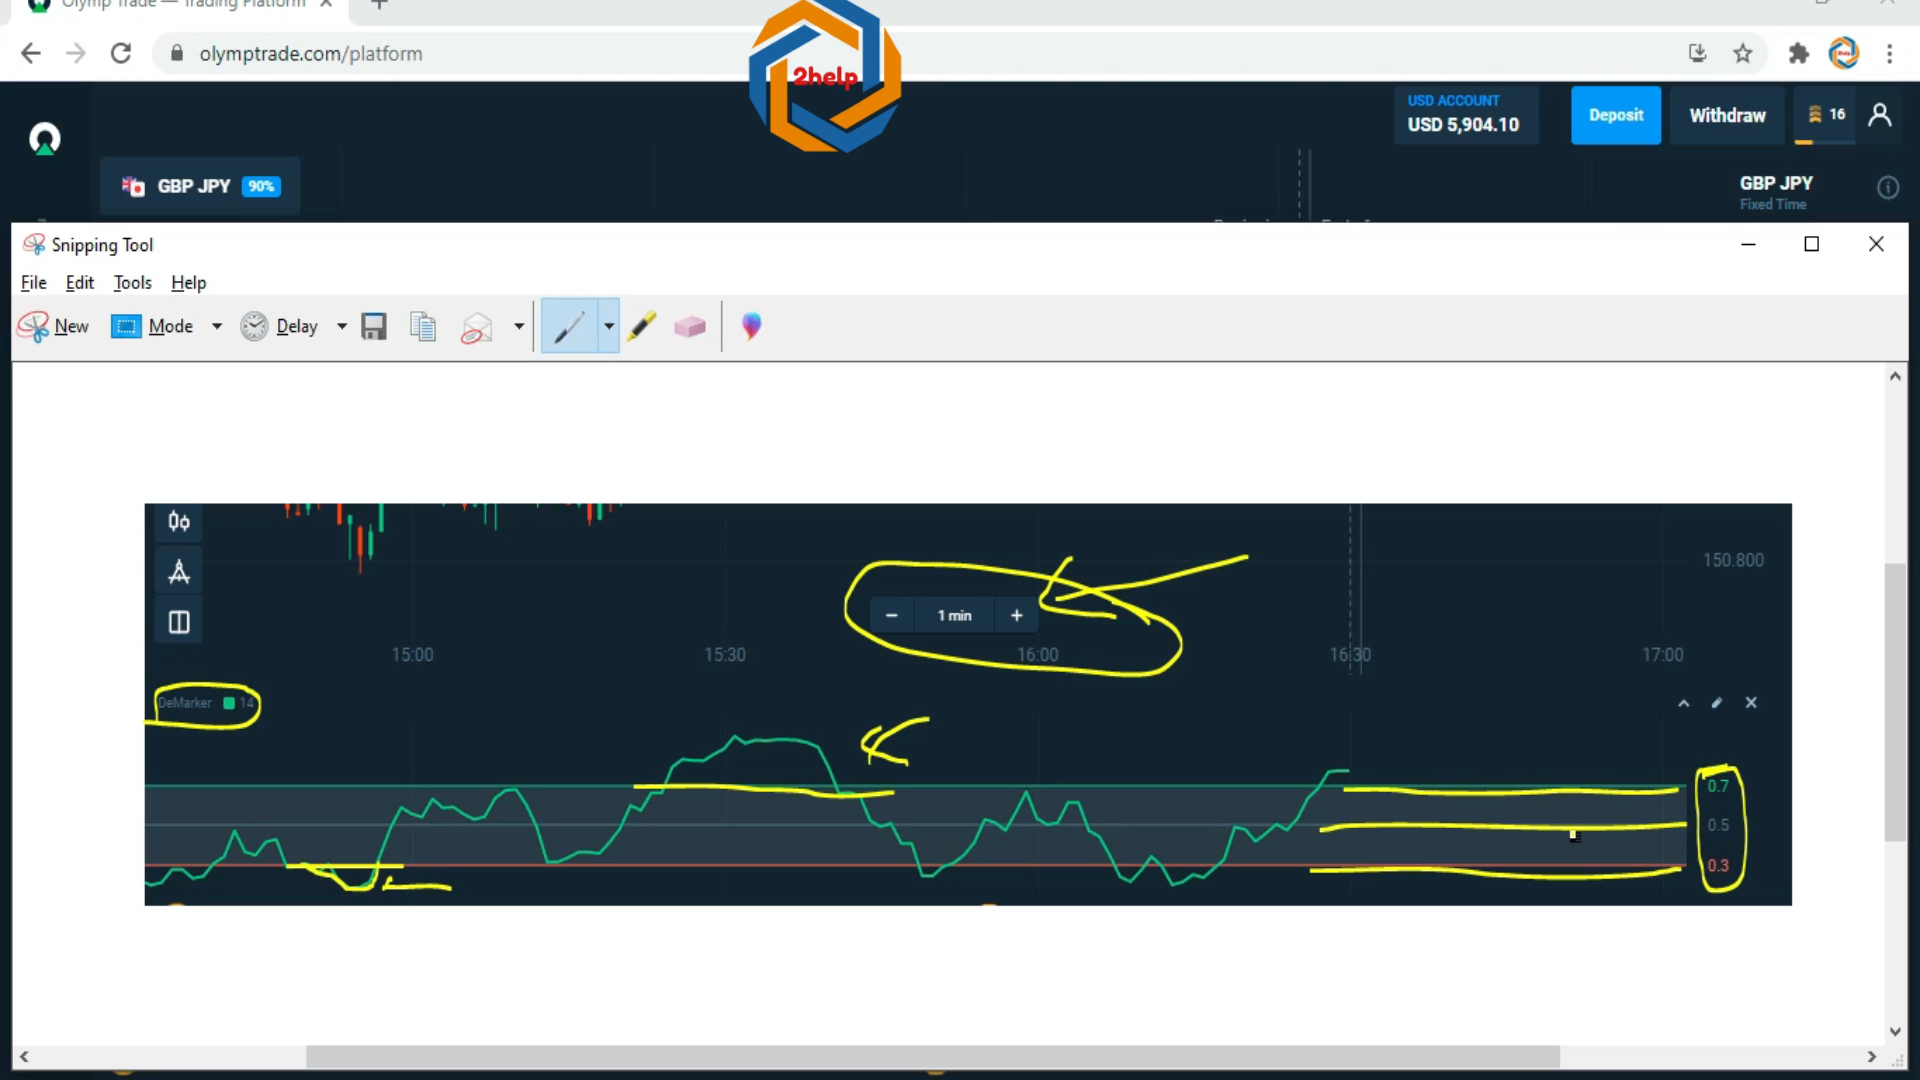 Olymp Trade — Trading Platform
olymptrade.com/platform
2help
USD ACCOUNT
USD 5,904.10
Deposit
Withdraw
16
GBP JPY 90%
GBP JPY
Fixed Time
Snipping Tool
File Edit Tools Help
New Mode Delay
150.800
1 min
15:00 15:30 16:00 16:30 17:00
DeMarker 14
0.7
0.5
0.3